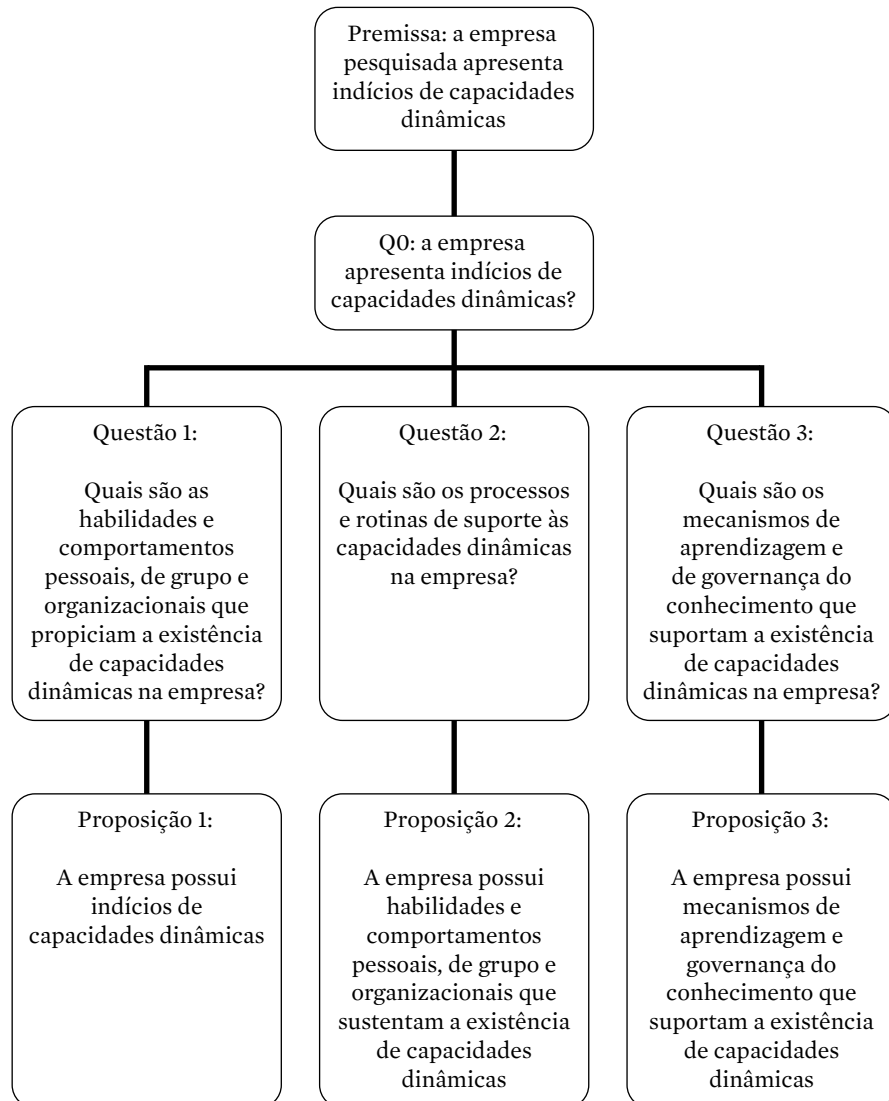 Premissa: a empresa
pesquisada apresenta
indícios de capacidades
dinâmicas
Q0: a empresa
apresenta indícios de
capacidades dinâmicas?
Questão 1:
Quais são as
habilidades e
comportamentos
pessoais, de grupo e
organizacionais que
propiciam a existência
de capacidades
dinâmicas na empresa?
Questão 2:
Quais são os processos
e rotinas de suporte às
capacidades dinâmicas
na empresa?
Questão 3:
Quais são os
mecanismos de
aprendizagem e
de governança do
conhecimento que
suportam a existência
de capacidades
dinâmicas na empresa?
Proposição 1:
A empresa possui
indícios de
capacidades dinâmicas
Proposição 2:
A empresa possui
habilidades e
comportamentos
pessoais, de grupo e
organizacionais que
sustentam a existência
de capacidades
dinâmicas
Proposição 3:
A empresa possui
mecanismos de
aprendizagem e
governança do
conhecimento que
suportam a existência
de capacidades
dinâmicas